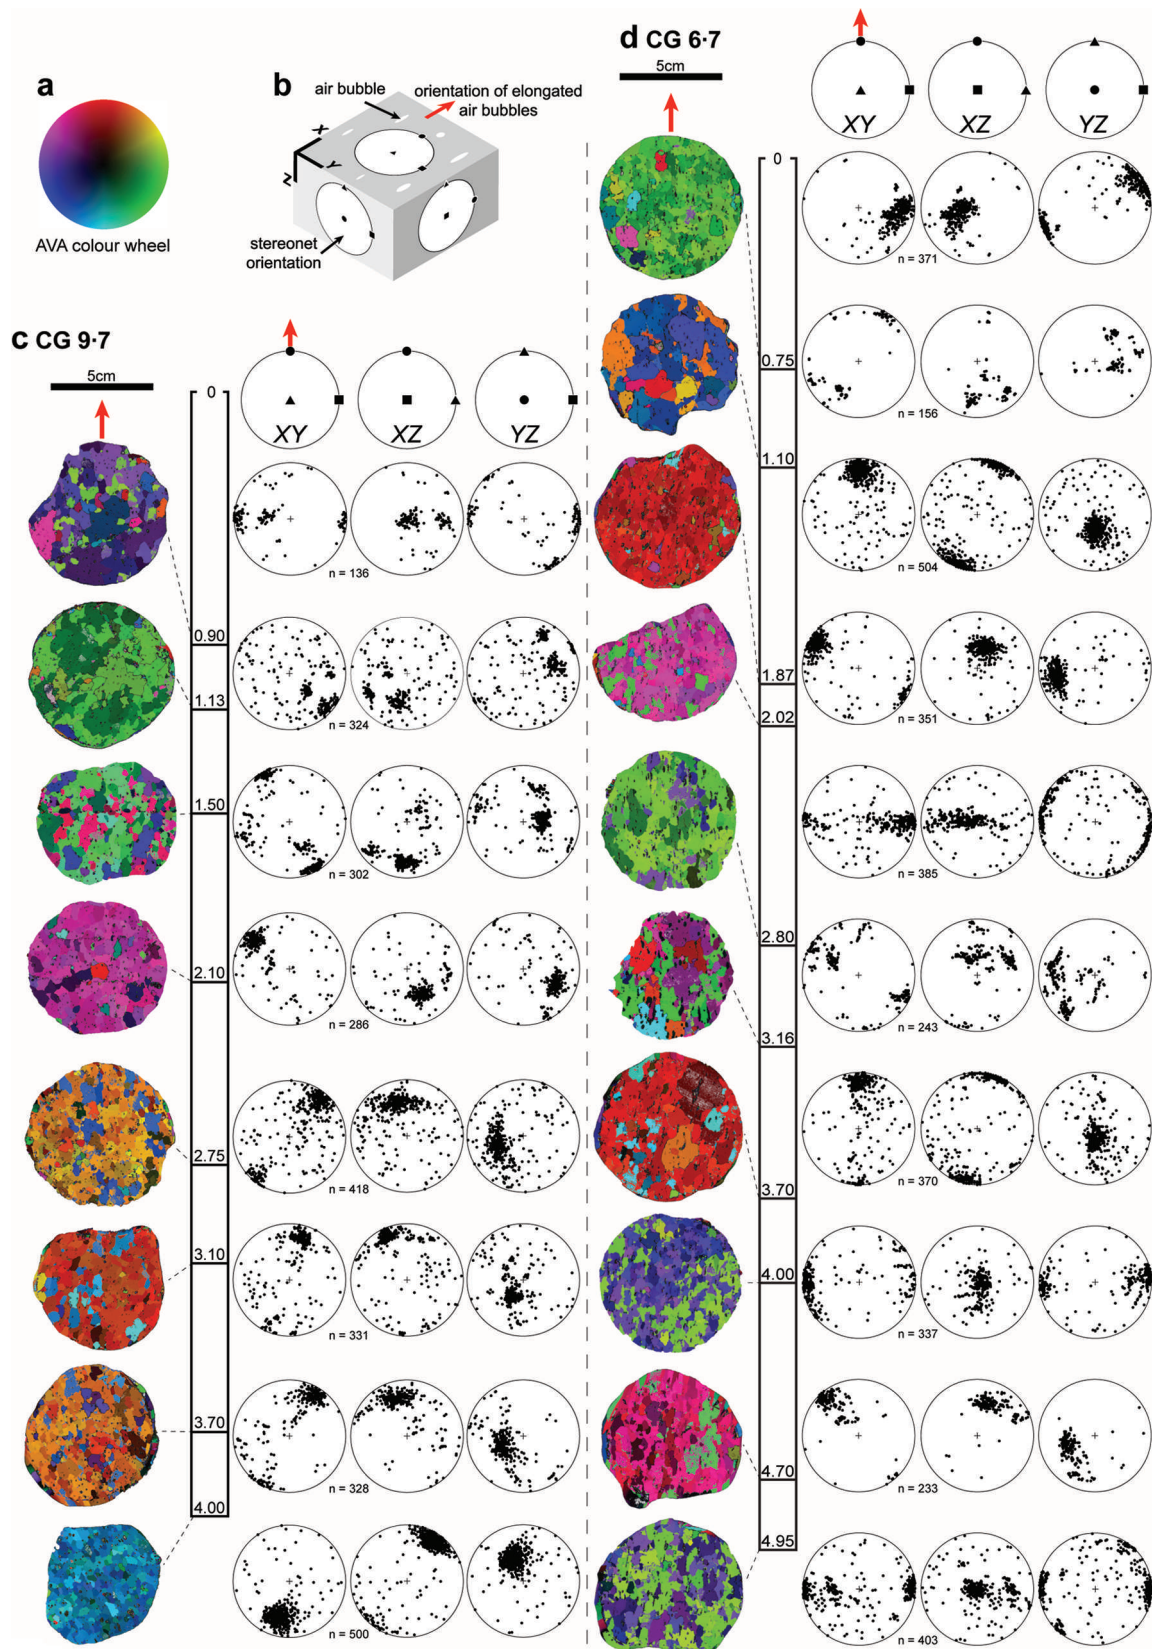 a
AVA colour wheel
b
air bubble
orientation of elongated
air bubbles
X
Y
Z
stereonet
orientation
c CG 9·7
5cm
0
XY
XZ
YZ
n = 136
0.90
n = 324
1.13
n = 302
1.50
n = 286
2.10
n = 418
2.75
n = 331
3.10
n = 328
3.70
n = 500
4.00
d CG 6·7
5cm
XY
XZ
YZ
0
n = 371
0.75
n = 156
1.10
n = 504
1.87
n = 351
2.02
n = 385
2.80
n = 243
3.16
n = 370
3.70
n = 337
4.00
n = 233
4.70
n = 403
4.95